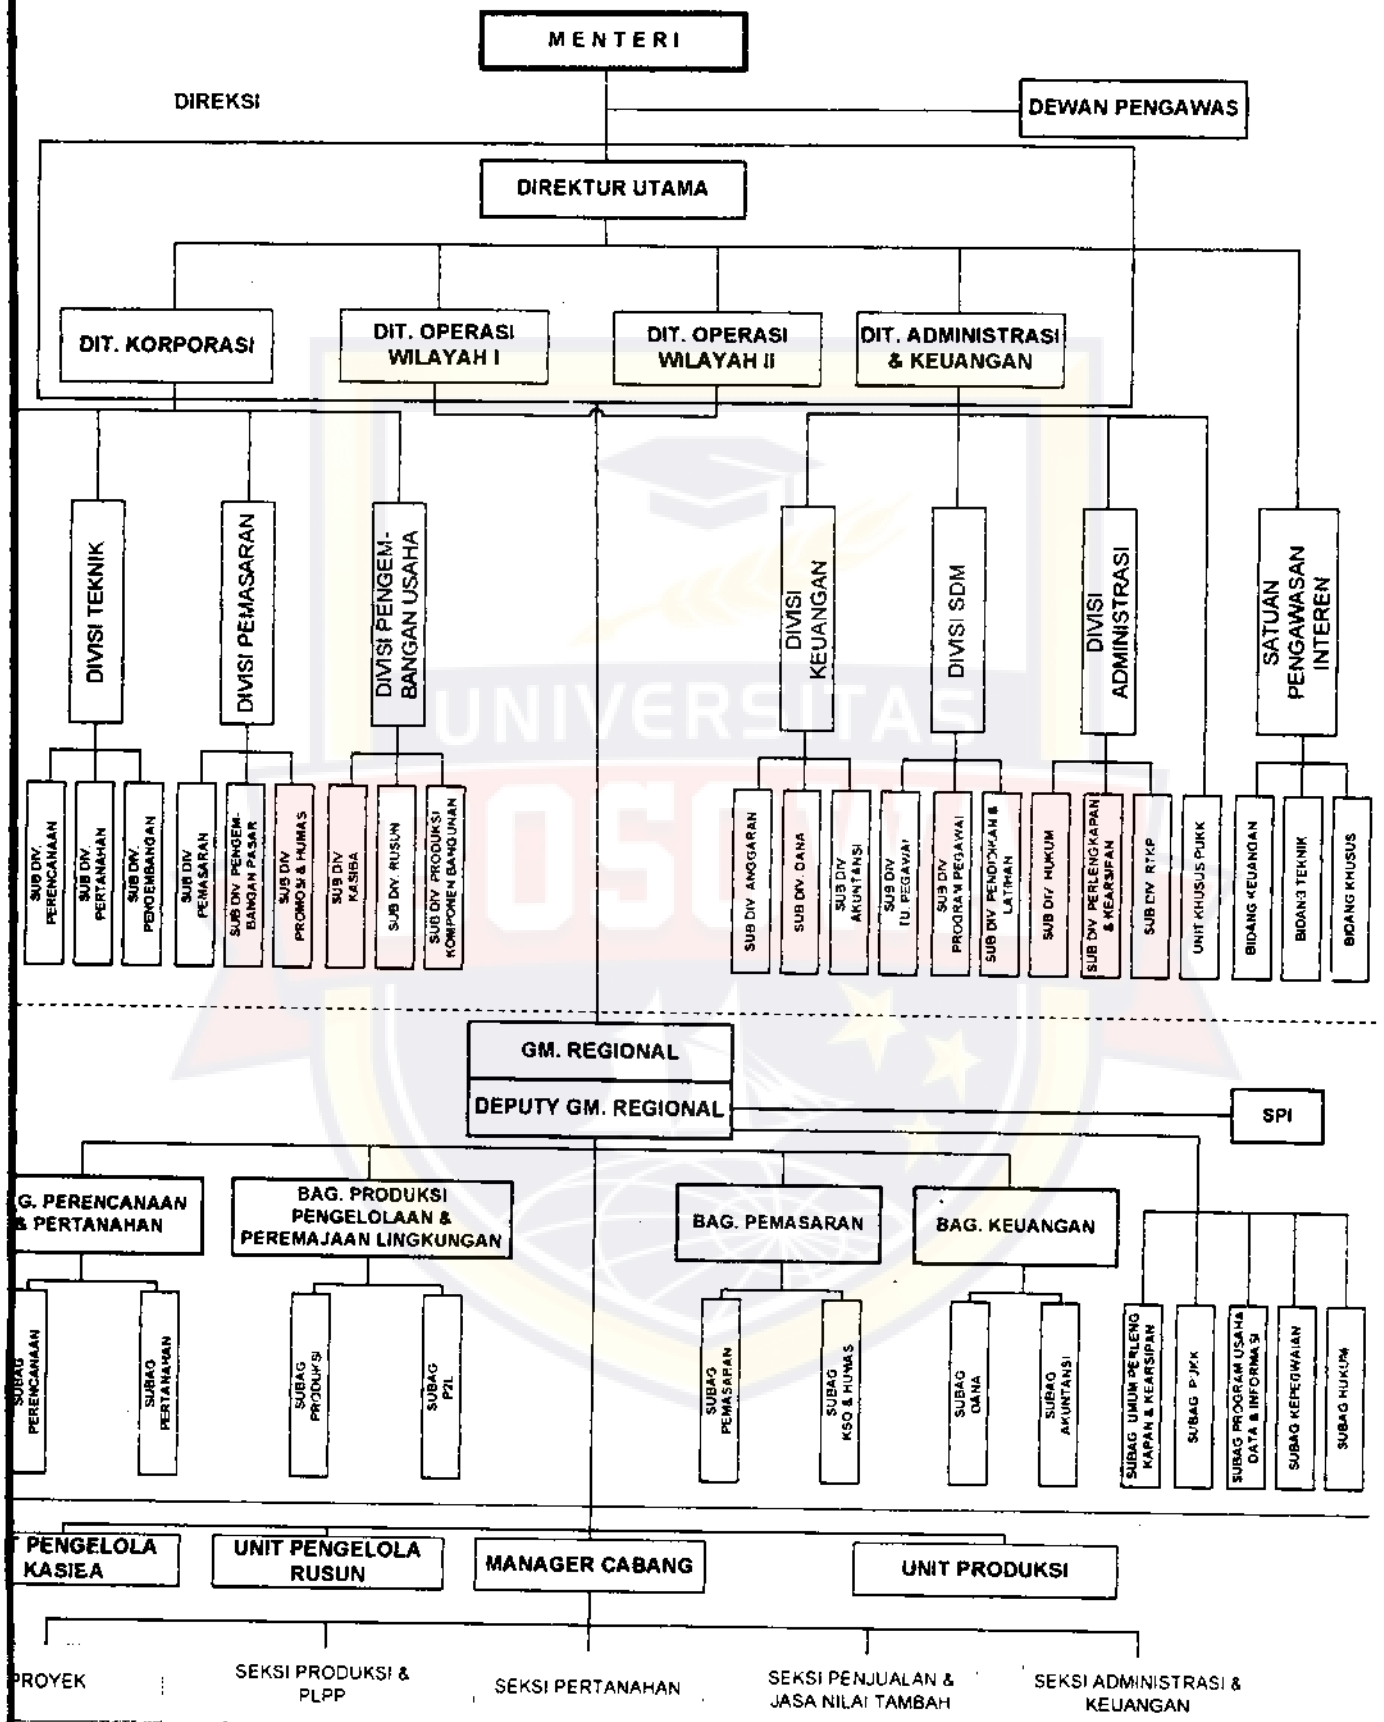 MENTERI
DIREKSI
DEWAN PENGAWAS
DIREKTUR UTAMA
DIT. KORPORASI
DIT. OPERASI
WILAYAH I
DIT. OPERASI
WILAYAH II
DIT. ADMINISTRASI
& KEUANGAN
DIVISI TEKNIK
DIVISI PEMASARAN
DIVISI PENGEM-
BANGAN USAHA
DIVISI
KEUANGAN
DIVISI SDM
DIVISI
ADMINISTRASI
SATUAN
PENGAWASAN
INTEREN
UNIVERSITAS
BOSOWA
SUB DIV.
PERENCANAAN
SUB DIV.
PERTANAHAN
SUB DIV.
PENGEMBANGAN
SUB DIV
PEMASARAN
SUB DIV PENGEM-
BANGAN PASAR
SUB DIV
PROMOSI & HUMAS
SUB DIV
KASIBA
SUB DIV. RUSUN
SUB DIV PRODUKSI
KOMPONEN BANGUNAN
SUB DIV ANGGARAN
SUB DIV. DANA
SUB DIV
AKUNTANSI
SUB DIV
TU. PEGAWAI
SUB DIV
PROGRAM PEGAWAI
SUB DIV PENDIDIKAN &
LATIHAN
SUB DIV HUKUM
SUB DIV PERLENGKAPAN
& KEARSIFAN
SUB DIV RTKP
UNIT KHUSUS PUKK
BIDANG KEUANGAN
BIDANG TEKNIK
BIDANG KHUSUS
GM. REGIONAL
DEPUTY GM. REGIONAL
SPI
G. PERENCANAAN
& PERTANAHAN
BAG. PRODUKSI
PENGELOLAAN &
PEREMAJAAN LINGKUNGAN
BAG. PEMASARAN
BAG. KEUANGAN
SUBAG
PERENCANAAN
SUBAG
PERTANAHAN
SUBAG
PRODUKSI
SUBAG
P2L
SUBAG
PEMASARAN
SUBAG
KSO & HUMAS
SUBAG
DANA
SUBAG
AKUNTANSI
SUBAG UMUM PERLENG
KAPAN & KEARSIPAN
SUBAG PUKK
SUBAG PROGRAM USAHA
DATA & INFORMASI
SUBAG KEPEGWAIAN
SUBAG HUKUM
T PENGELOLA
KASIEA
UNIT PENGELOLA
RUSUN
MANAGER CABANG
UNIT PRODUKSI
PROYEK
SEKSI PRODUKSI &
PLPP
SEKSI PERTANAHAN
SEKSI PENJUALAN &
JASA NILAI TAMBAH
SEKSI ADMINISTRASI &
KEUANGAN